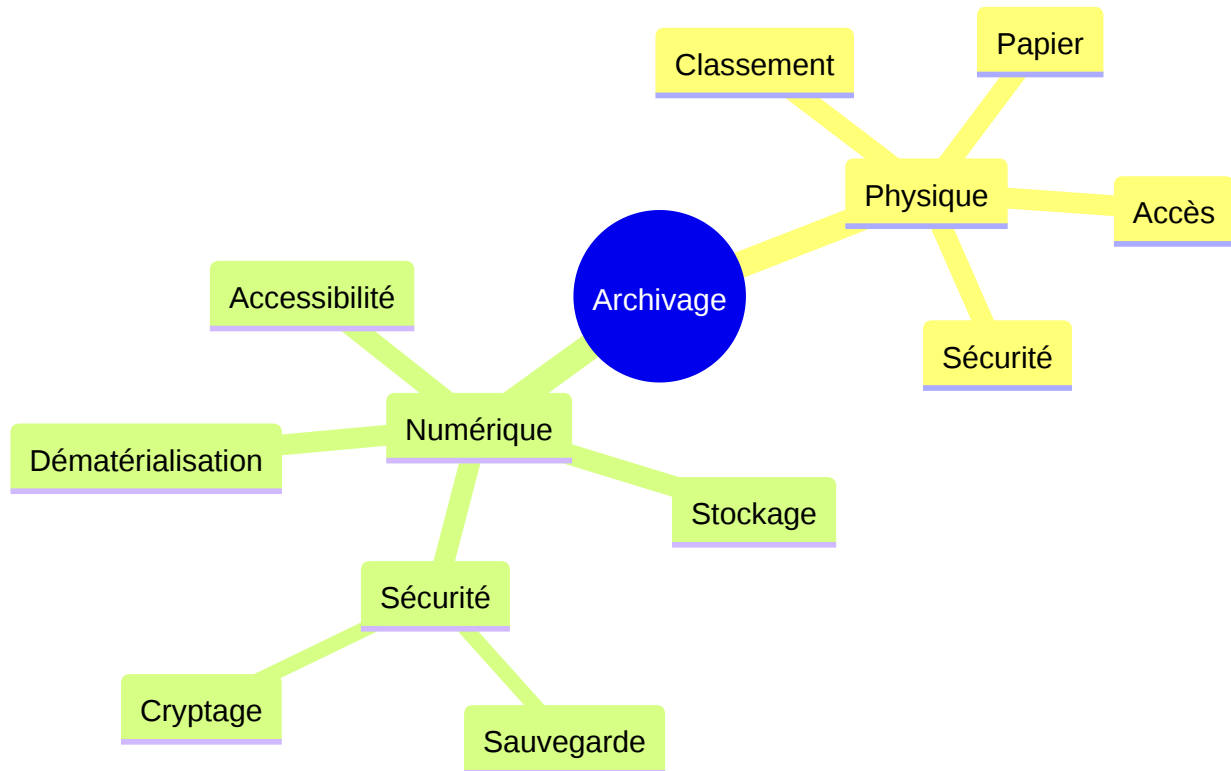 Papier
Classement
Physique
Accès
Archivage
Accessibilité
Sécurité
Numérique
Dématérialisation
Stockage
Sécurité
Cryptage
Sauvegarde